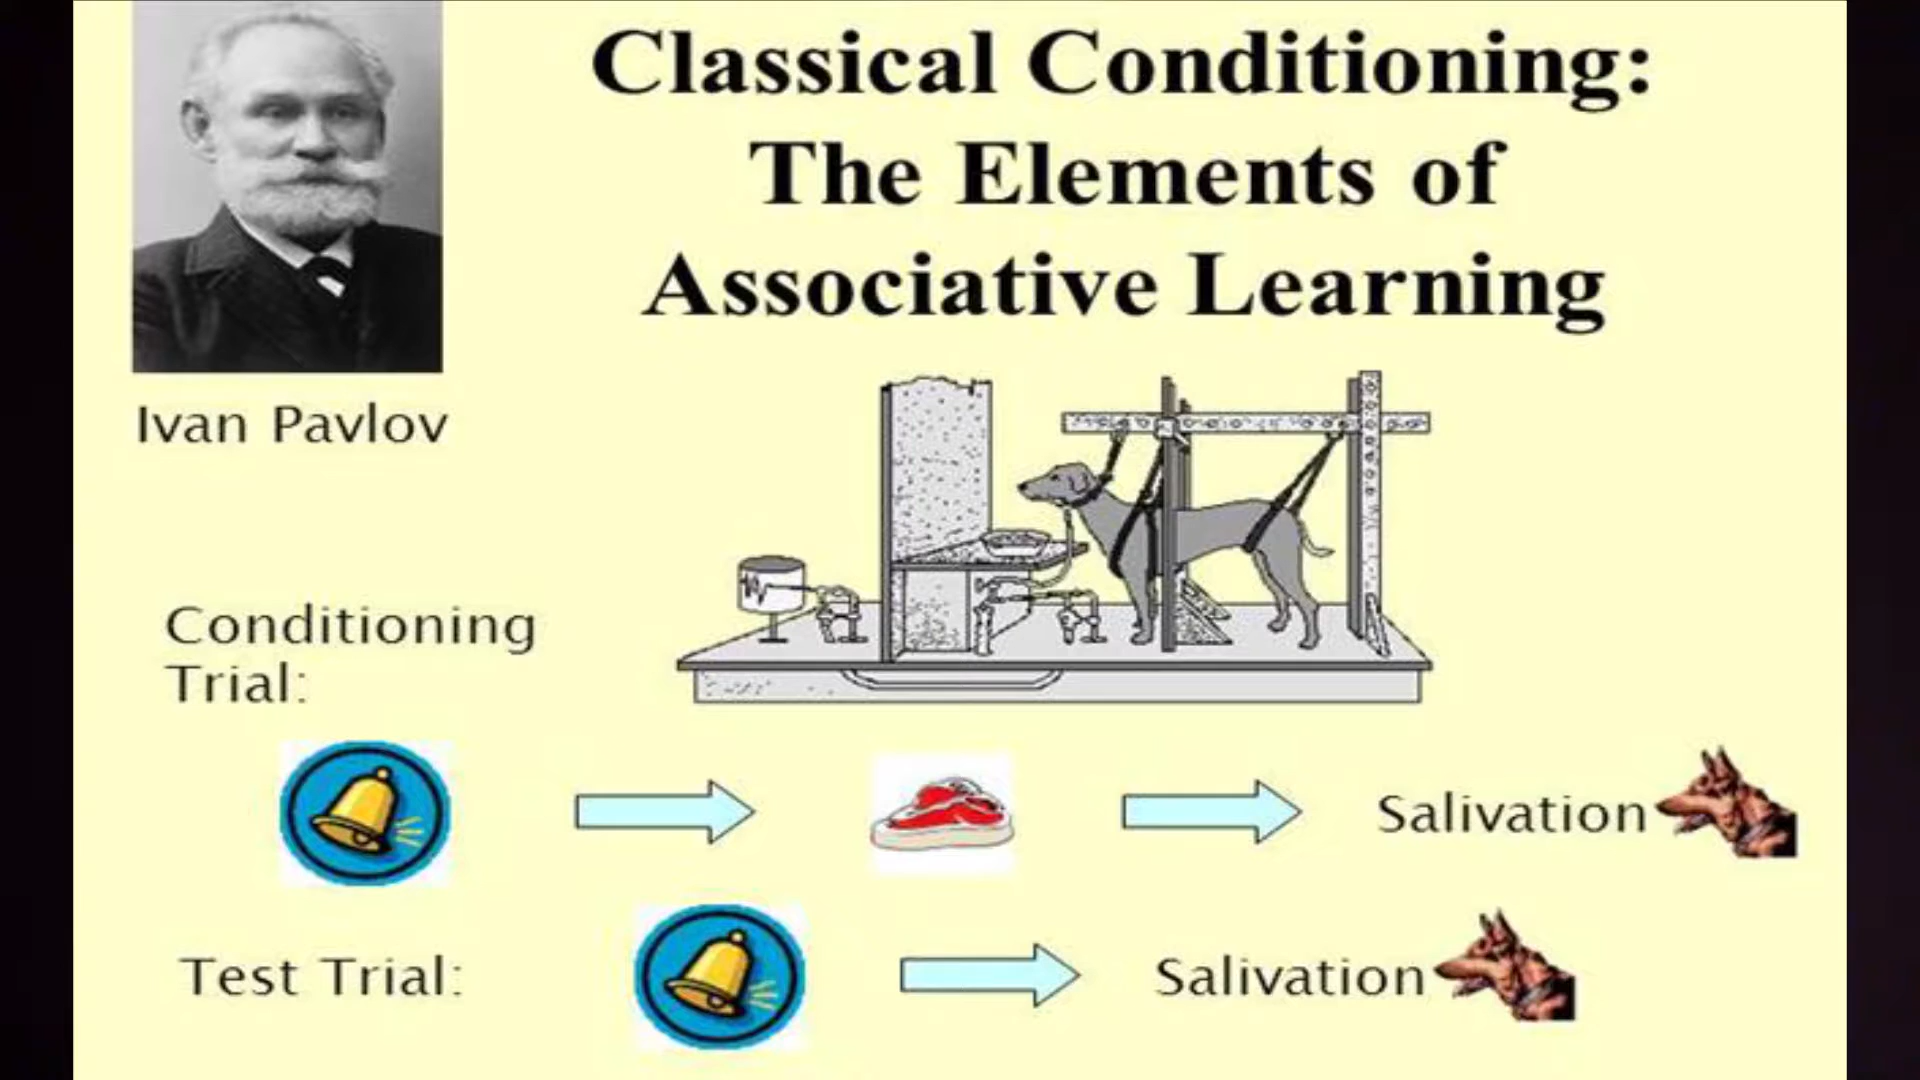 Classical Conditioning:
The Elements of
Associative Learning
Ivan Pavlov
Conditioning
Trial:
Salivation
Test Trial:
Salivation